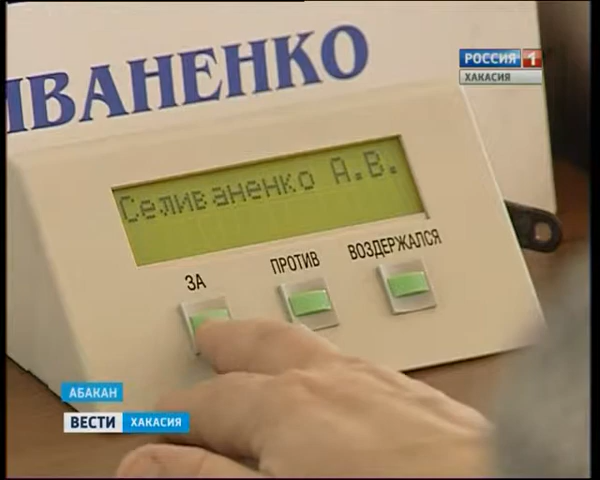 ИВАНЕНКО
РОССИЯ 1
ХАКАСИЯ
Селиваненко А.В.
ЗА ПРОТИВ ВОЗДЕРЖАЛСЯ
АБАКАН
ВЕСТИ ХАКАСИЯ